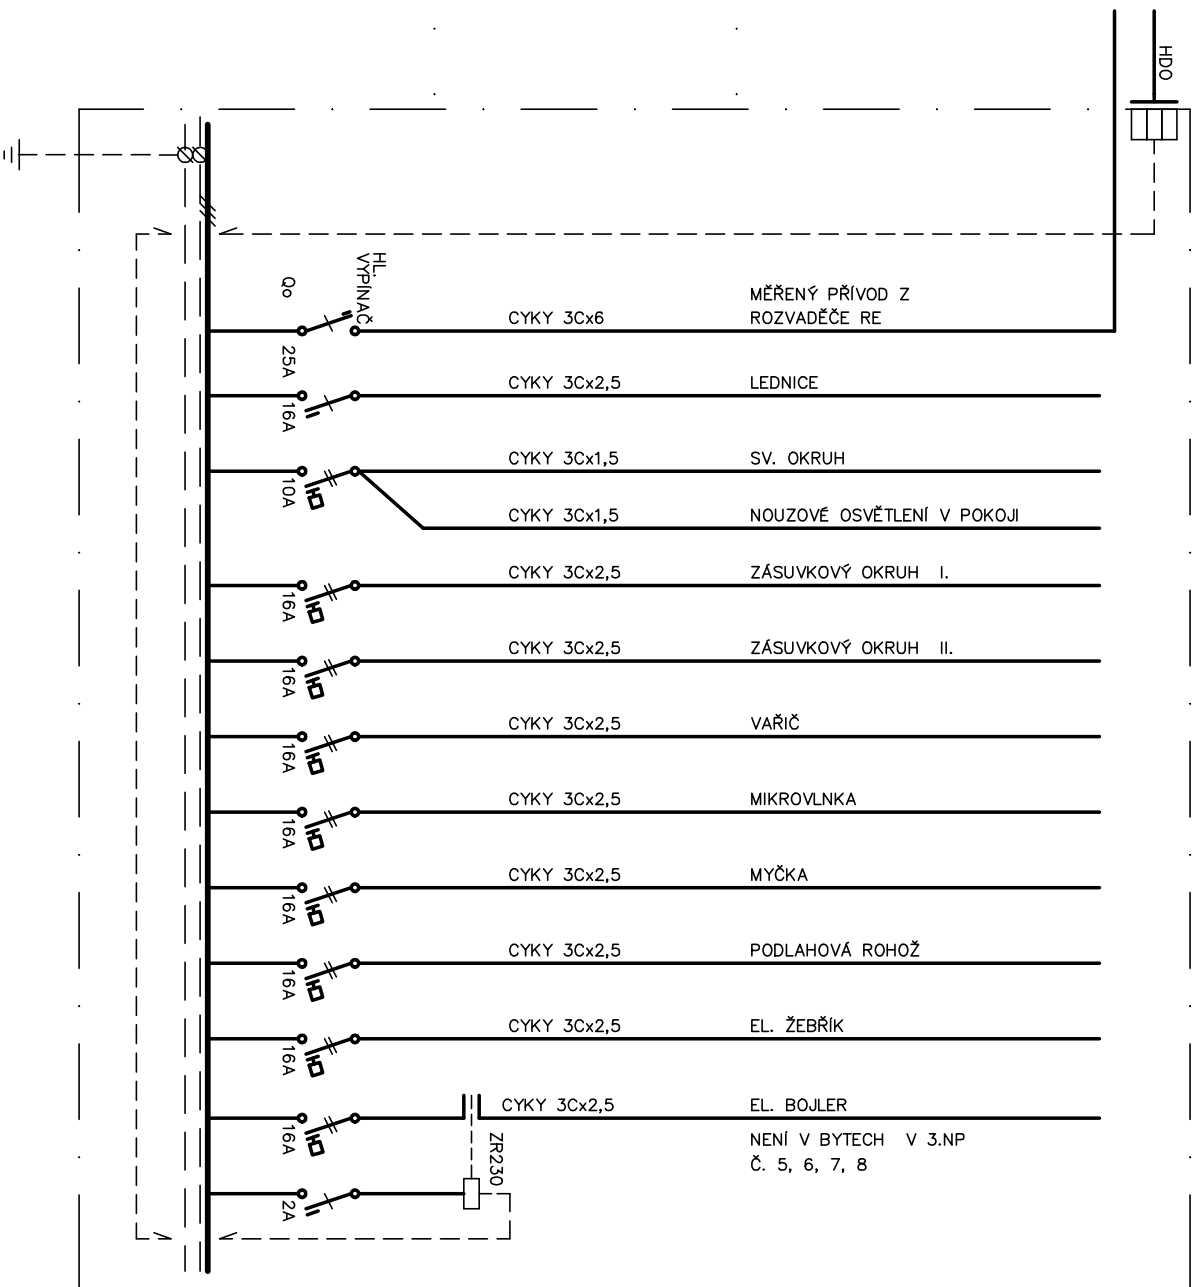 HDO
HL.
VYPÍNAČ
Qo
25A
CYKY 3Cx6
MĚŘENÝ PŘÍVOD Z
ROZVADĚČE RE
16A
CYKY 3Cx2,5
LEDNICE
10A
CYKY 3Cx1,5
SV. OKRUH
CYKY 3Cx1,5
NOUZOVÉ OSVĚTLENÍ V POKOJI
16A
CYKY 3Cx2,5
ZÁSUVKOVÝ OKRUH I.
16A
CYKY 3Cx2,5
ZÁSUVKOVÝ OKRUH II.
16A
CYKY 3Cx2,5
VAŘIČ
16A
CYKY 3Cx2,5
MIKROVLNKA
16A
CYKY 3Cx2,5
MYČKA
16A
CYKY 3Cx2,5
PODLAHOVÁ ROHOŽ
16A
CYKY 3Cx2,5
EL. ŽEBŘÍK
16A
CYKY 3Cx2,5
EL. BOJLER
NENÍ V BYTECH V 3.NP
Č. 5, 6, 7, 8
ZR230
2A